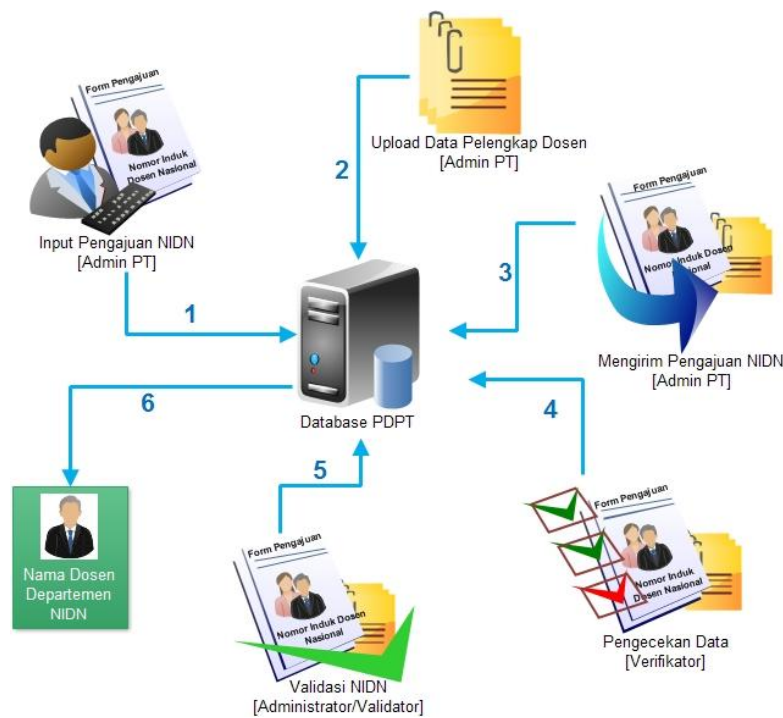 Form Pengajuan
Nomor Induk
Dosen Nasional
Input Pengajuan NIDN
[Admin PT]
1
Upload Data Pelengkap Dosen
[Admin PT]
2
Form Pengajuan
Nomor Induk Dosen
Nasional
Mengirim Pengajuan NIDN
[Admin PT]
3
Database PDPT
Form Pengajuan
Nomor Induk
Dosen Nasional
Pengecekan Data
[Verifikator]
4
Form Pengajuan
Nomor Induk Dosen
Nasional
Validasi NIDN
[Administrator/Validator]
5
6
Nama Dosen
Departemen
NIDN